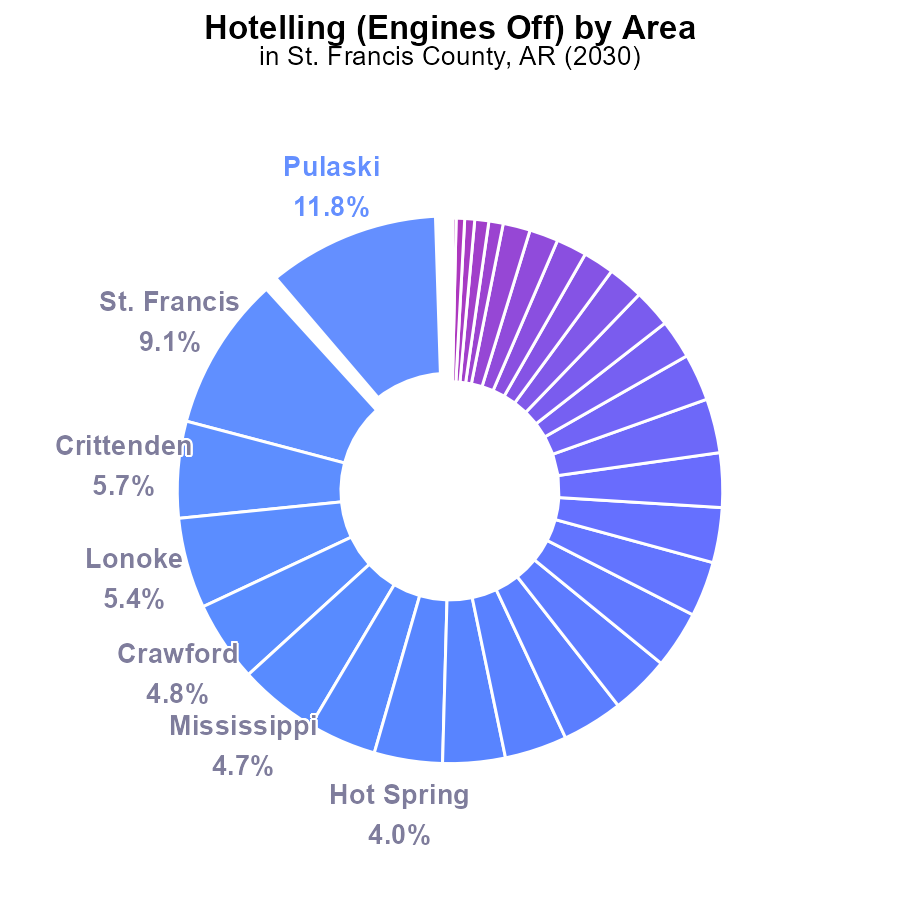 Hotelling (Engines Off) by Area
in St. Francis County, AR (2030)
Pulaski
11.8%
St. Francis
9.1%
Crittenden
5.7%
Lonoke
5.4%
Crawford
4.8%
Mississippi
4.7%
Hot Spring
4.0%